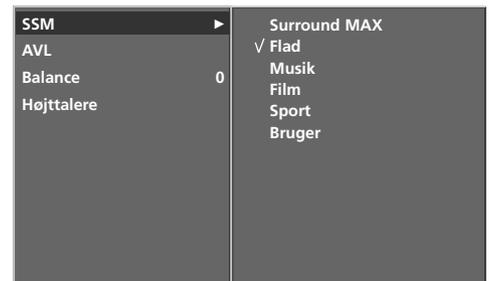 SSM ►
AVL
Balance 0
Højttalere
Surround MAX
√ Flad
Musik
Film
Sport
Bruger